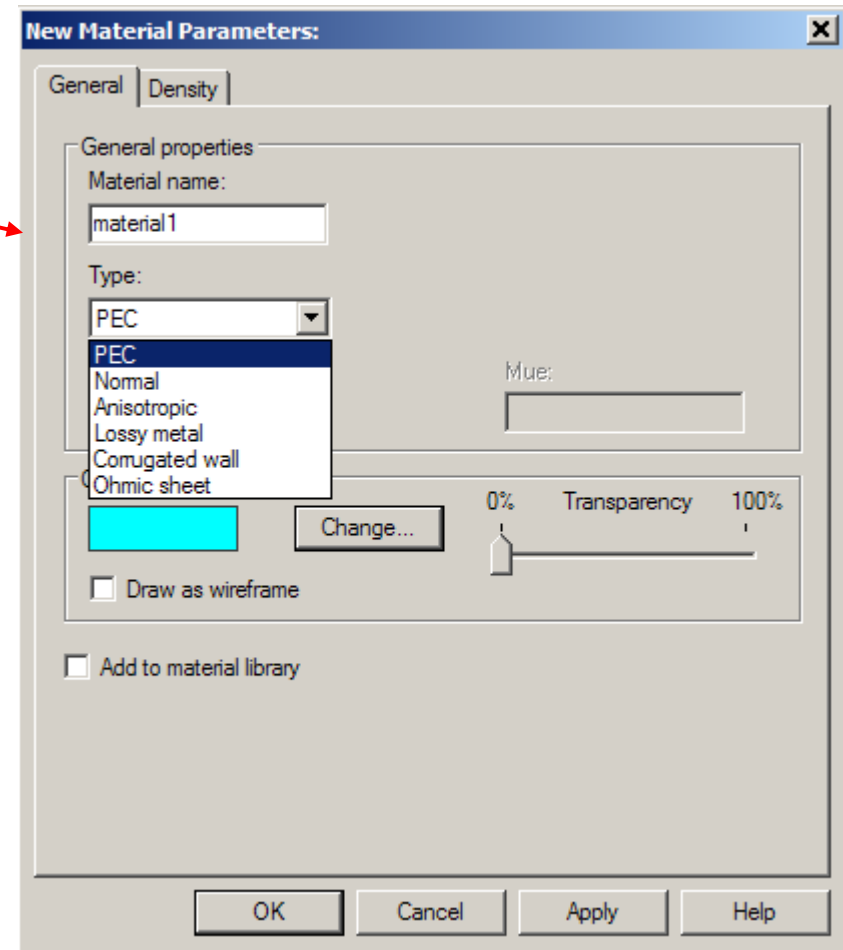 New Material Parameters:
General Density
General properties
Material name:
material1
Type:
PEC
PEC
Normal
Anisotropic
Lossy metal
Corrugated wall
Ohmic sheet
Mue:
0% Transparency 100%
Change...
Draw as wireframe
Add to material library
OK Cancel Apply Help